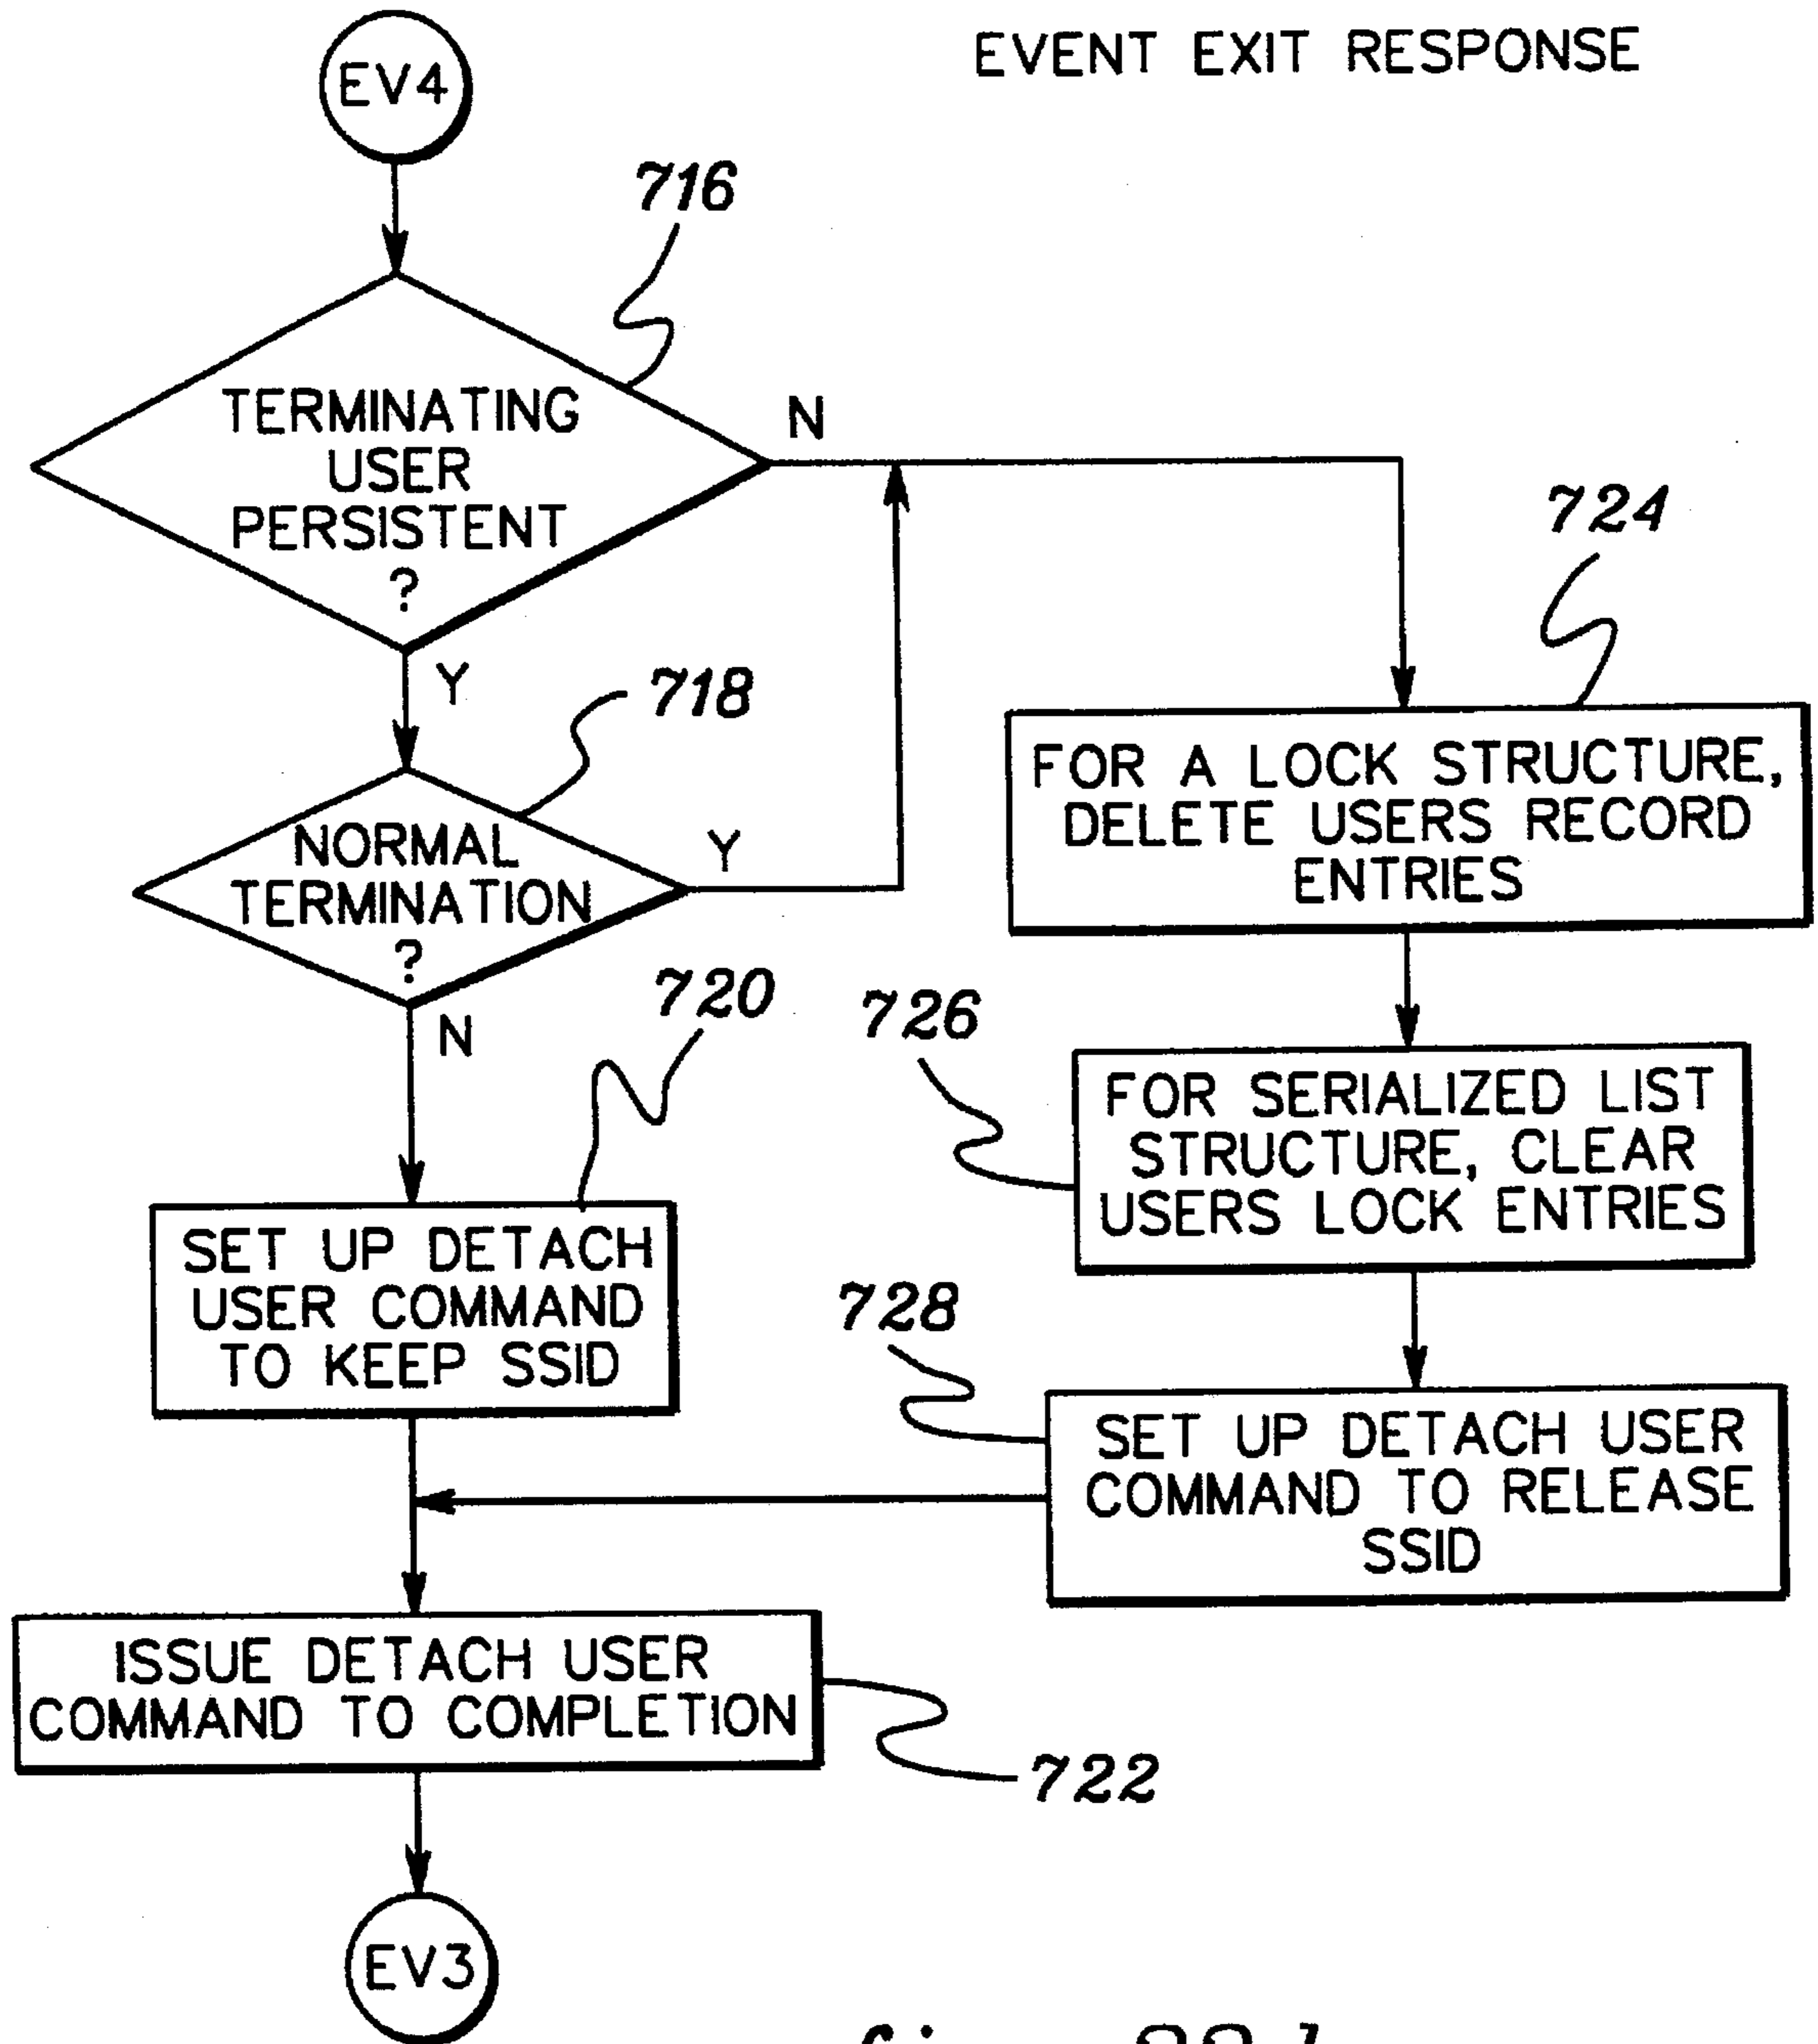 EVENT EXIT RESPONSE
EV4
716
TERMINATING
USER
PERSISTENT
?
N
Y
718
NORMAL
TERMINATION
?
Y
N
720
SET UP DETACH
USER COMMAND
TO KEEP SSID
724
FOR A LOCK STRUCTURE,
DELETE USERS RECORD
ENTRIES
726
FOR SERIALIZED LIST
STRUCTURE, CLEAR
USERS LOCK ENTRIES
728
SET UP DETACH USER
COMMAND TO RELEASE
SSID
ISSUE DETACH USER
COMMAND TO COMPLETION
722
EV3